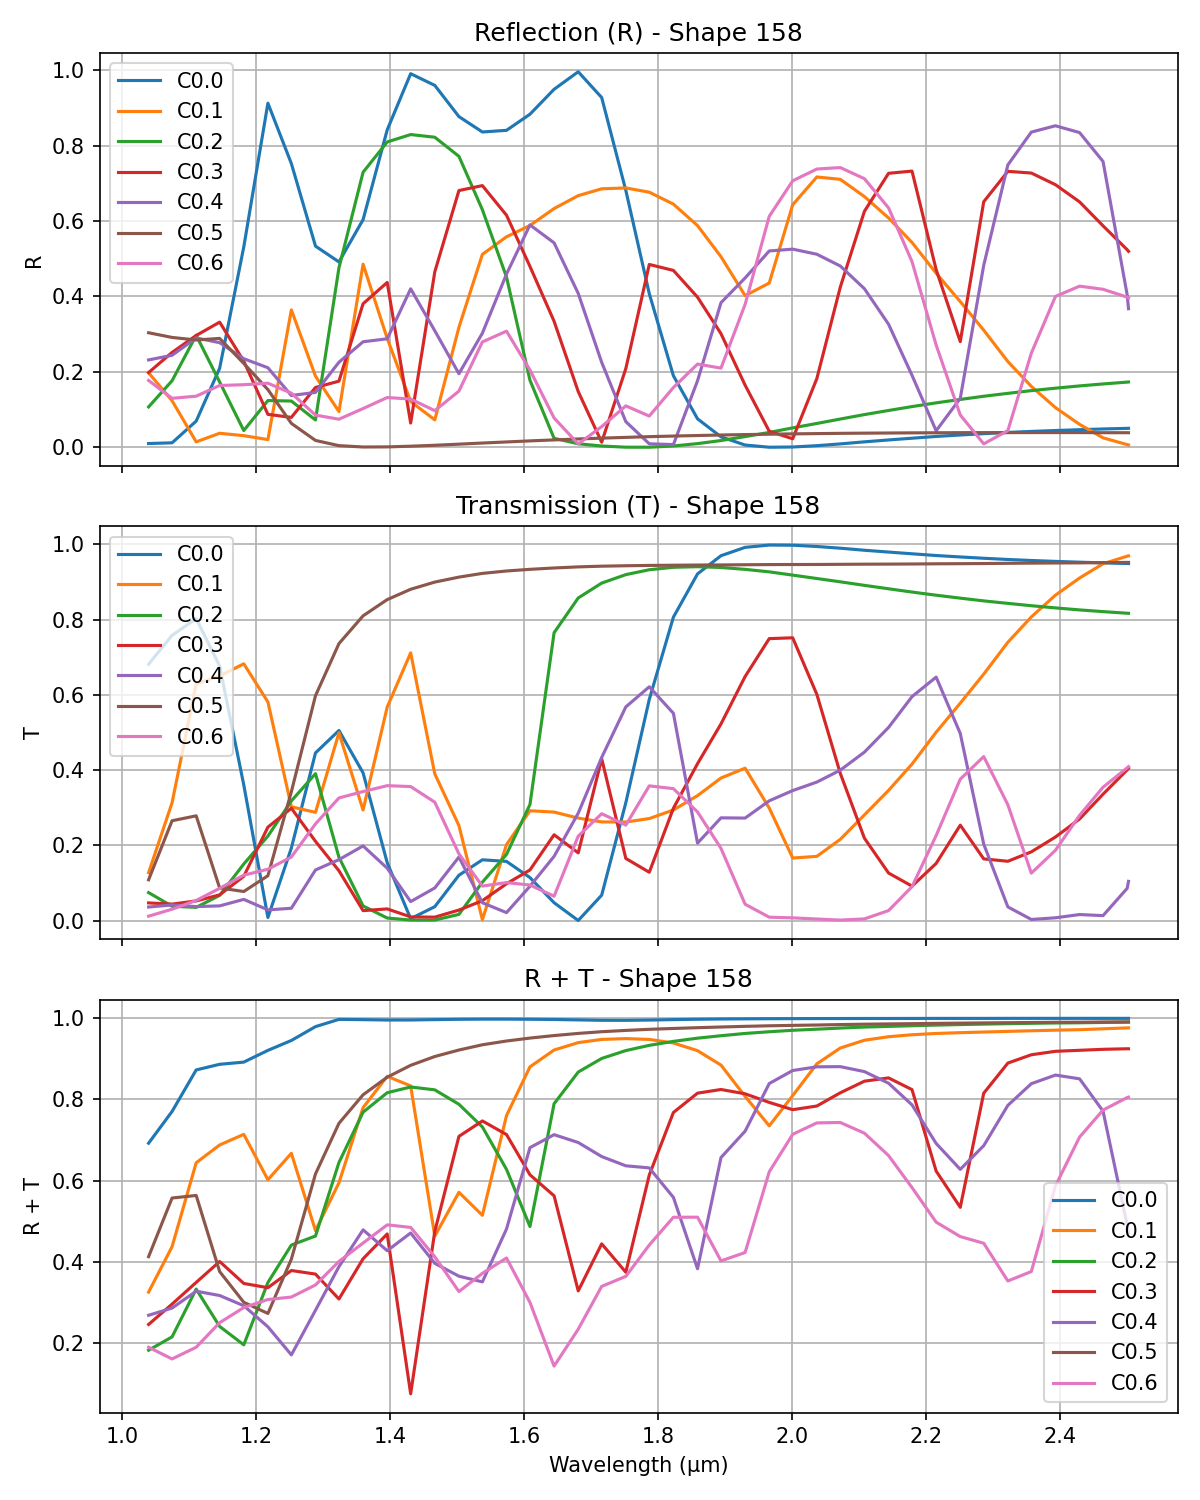 Reflection (R) - Shape 158
1.0
0.8
0.6
0.4
0.2
0.0
R
C0.0
C0.1
C0.2
C0.3
C0.4
C0.5
C0.6
Transmission (T) - Shape 158
1.0
0.8
0.6
0.4
0.2
0.0
T
C0.0
C0.1
C0.2
C0.3
C0.4
C0.5
C0.6
R + T - Shape 158
1.0
0.8
0.6
0.4
0.2
R + T
C0.0
C0.1
C0.2
C0.3
C0.4
C0.5
C0.6
1.0 1.2 1.4 1.6 1.8 2.0 2.2 2.4
Wavelength (μm)